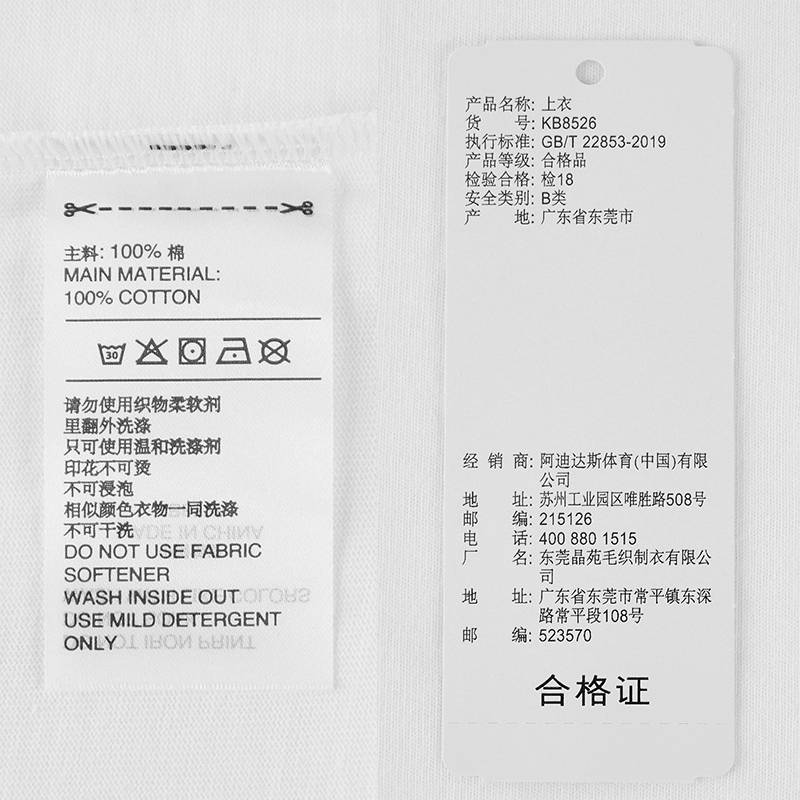 主料: 100% 棉
MAIN MATERIAL:
100% COTTON
30
请勿使用织物柔软剂
里翻外洗涤
只可使用温和洗涤剂
印花不可烫
不可浸泡
相似颜色衣物一同洗涤
不可干洗
DO NOT USE FABRIC
SOFTENER
WASH INSIDE OUT
USE MILD DETERGENT
ONLY
产品名称: 上衣
货 号: KB8526
执行标准: GB/T 22853-2019
产品等级: 合格品
检验合格: 检18
安全类别: B类
产 地: 广东省东莞市
经 销 商: 阿迪达斯体育(中国)有限
公司
地 址: 苏州工业园区唯胜路508号
邮 编: 215126
电 话: 400 880 1515
厂 名: 东莞晶苑毛织制衣有限公
司
地 址: 广东省东莞市常平镇东深
路常平段108号
邮 编: 523570
合格证